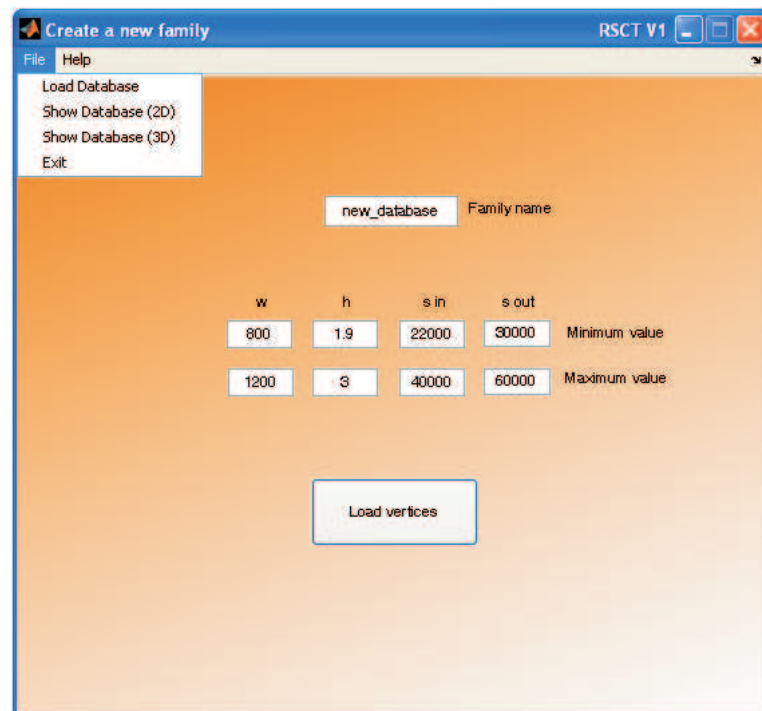 Create a new family RSCT V1
File Help
Load Database
Show Database (2D)
Show Database (3D)
Exit
new_database Family name
w h s in s out
800 1.9 22000 30000 Minimum value
1200 3 40000 60000 Maximum value
Load vertices